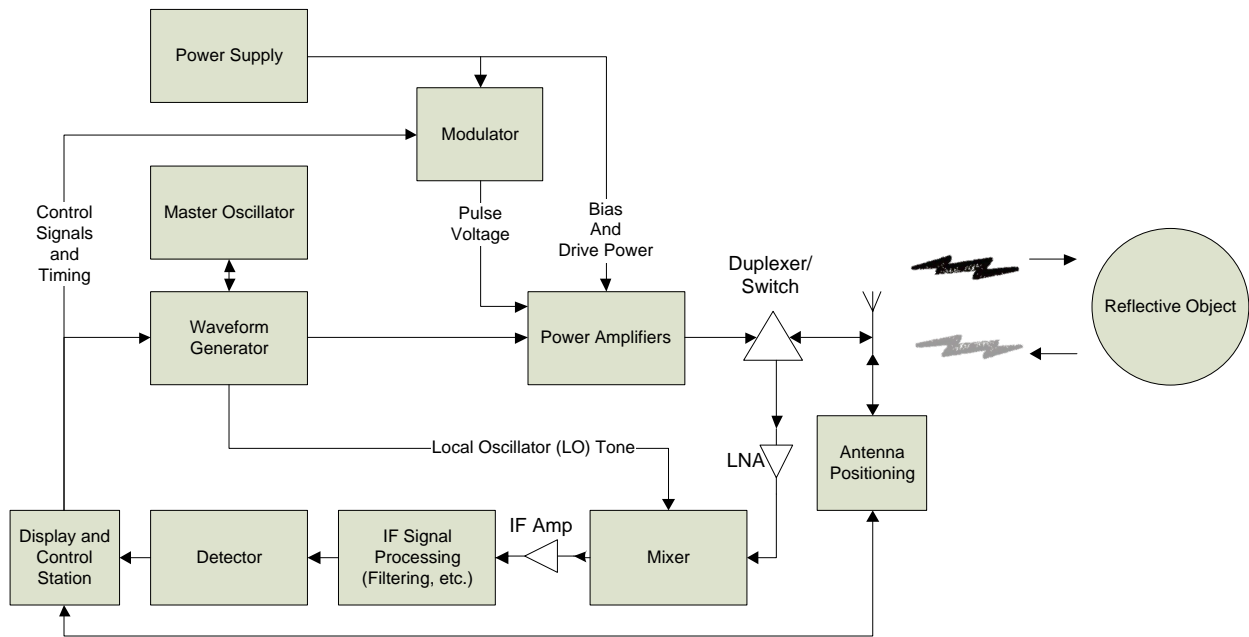 Power Supply
Modulator
Master Oscillator
Control
Signals
and
Timing
Pulse
Voltage
Bias
And
Drive Power
Duplexer/
Switch
Waveform
Generator
Power Amplifiers
Reflective Object
Local Oscillator (LO) Tone
LNA
Antenna
Positioning
Display and
Control
Station
Detector
IF Signal
Processing
(Filtering, etc.)
IF Amp
Mixer